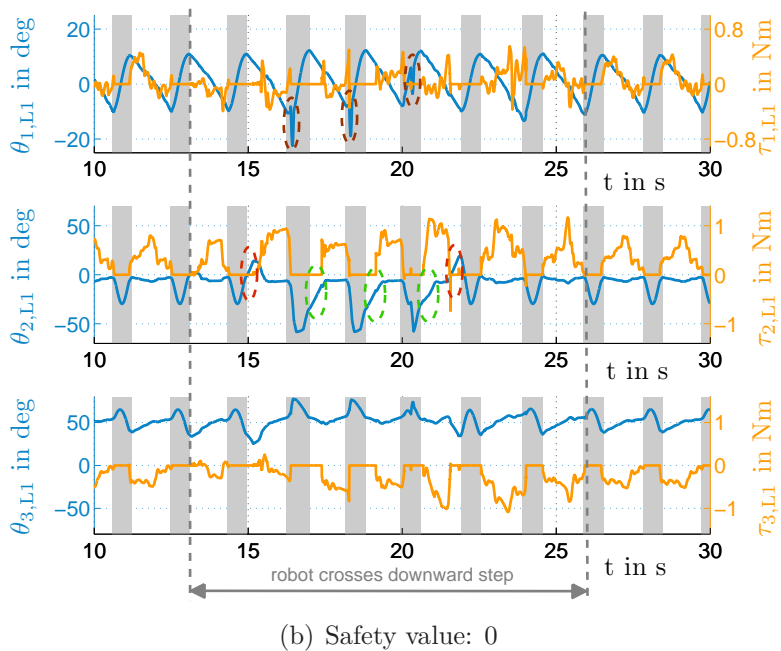 20
0
−20
θ1,L1 in deg
0.8
0
−0.8
τ1,L1 in Nm
10 15 20 25 30
t in s
50
0
−50
θ2,L1 in deg
1
0
−1
τ2,L1 in Nm
10 15 20 25 30
t in s
50
0
−50
θ3,L1 in deg
1
0
−1
τ3,L1 in Nm
10 15 20 25 30
t in s
robot crosses downward step
(b) Safety value: 0